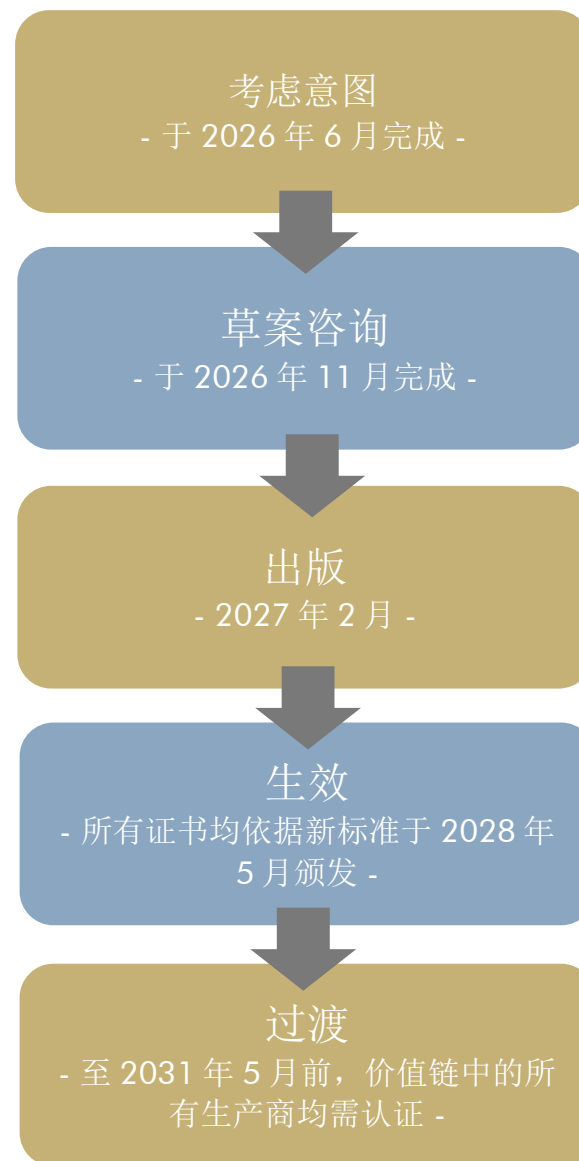 考虑意图
- 于 2026 年 6 月完成 -
草案咨询
- 于 2026 年 11 月完成 -
出版
- 2027 年 2 月 -
生效
- 所有证书均依据新标准于 2028 年
5 月颁发 -
过渡
- 至 2031 年 5 月前，价值链中的所
有生产商均需认证 -